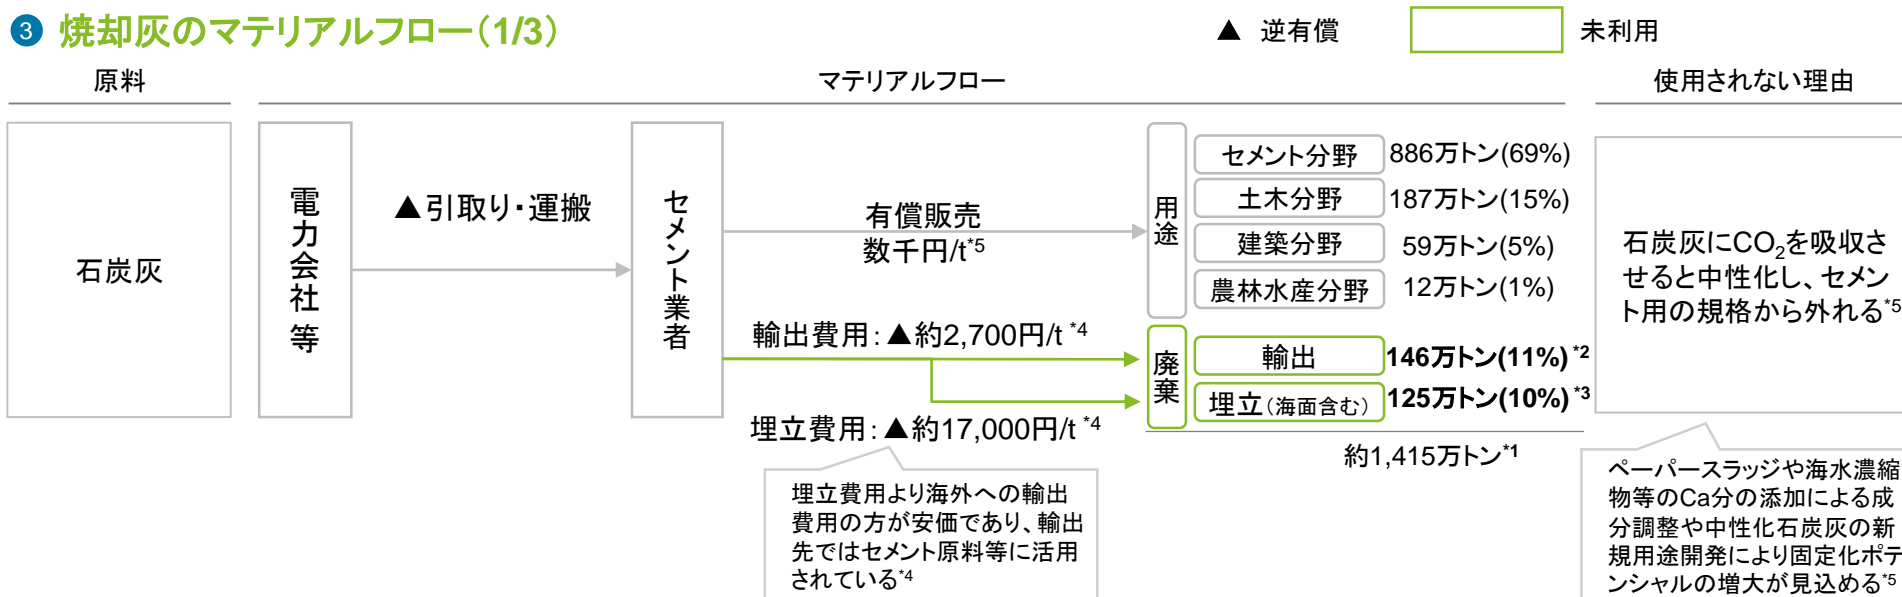 3 焼却灰のマテリアルフロー（1/3）
▲ 逆有償
未利用
原料
マテリアルフロー
使用されない理由
石炭灰
電力会社等
▲引取り・運搬
セメント業者
有償販売
数千円/t*5
用途
セメント分野 886万トン(69%)
土木分野 187万トン(15%)
建築分野 59万トン(5%)
農林水産分野 12万トン(1%)
輸出費用：▲約2,700円/t *4
埋立費用：▲約17,000円/t *4
廃棄
輸出 146万トン(11%) *2
埋立（海面含む） 125万トン(10%) *3
約1,415万トン*1
埋立費用より海外への輸出
費用の方が安価であり、輸出
先ではセメント原料等に活用
されている*4
石炭灰にCO2を吸収さ
せると中性化し、セメン
ト用の規格から外れる*5
ペーパースラッジや海水濃縮
物等のCa分の添加による成
分調整や中性化石炭灰の新
規用途開発により固定化ポテ
ンシャルの増大が見込める*5